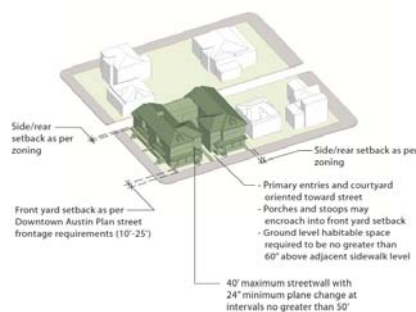 Side/rear
setback as per
zoning
Side/rear setback as per
zoning
- Primary entries and courtyard
oriented toward street
- Porches and stoops may
encroach into front yard setback
- Ground level habitable space
required to be no greater than
60" above adjacent sidewalk level
Front yard setback as per
Downtown Austin Plan street
frontage requirements (10'-25')
40' maximum streetwall with
24" minimum plane change at
intervals no greater than 50'